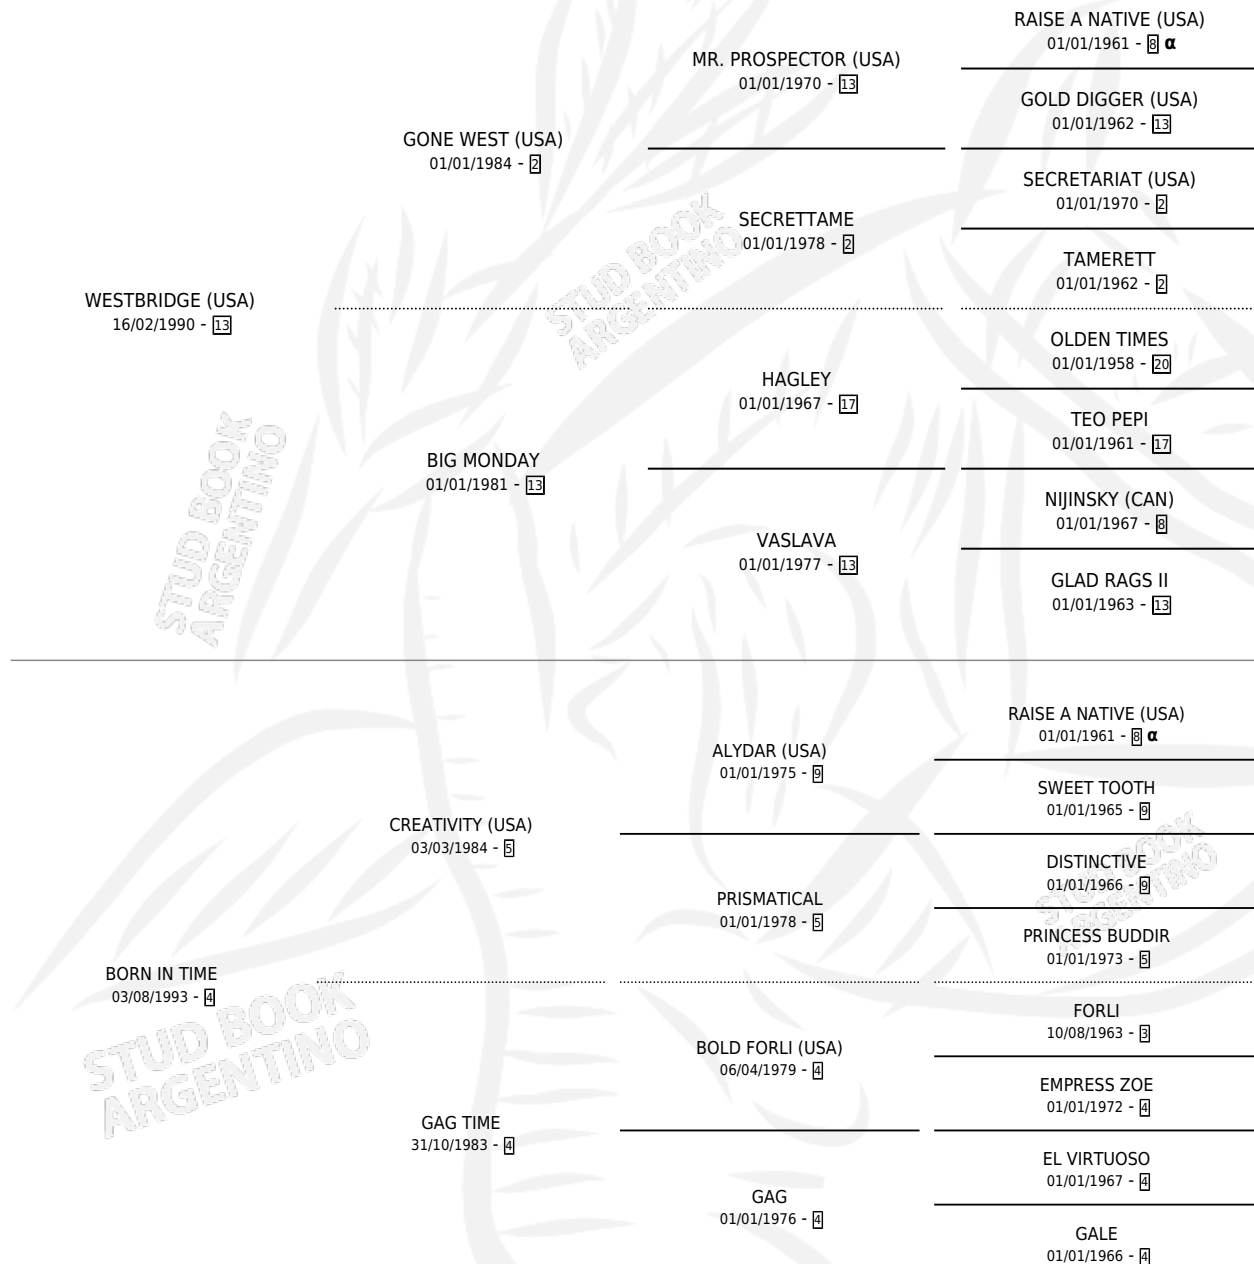 RAISE A NATIVE (USA)
01/01/1961 - 8 α
MR. PROSPECTOR (USA)
01/01/1970 - 13
GOLD DIGGER (USA)
01/01/1962 - 13
GONE WEST (USA)
01/01/1984 - 2
SECRETARIAT (USA)
01/01/1970 - 2
SECRETTAME
01/01/1978 - 2
TAMERETT
01/01/1962 - 2
WESTBRIDGE (USA)
16/02/1990 - 13
OLDEN TIMES
01/01/1958 - 20
HAGLEY
01/01/1967 - 17
TEO PEPI
01/01/1961 - 17
BIG MONDAY
01/01/1981 - 13
NIJINSKY (CAN)
01/01/1967 - 8
VASLAVA
01/01/1977 - 13
GLAD RAGS II
01/01/1963 - 13
RAISE A NATIVE (USA)
01/01/1961 - 8 α
ALYDAR (USA)
01/01/1975 - 9
SWEET TOOTH
01/01/1965 - 9
CREATIVITY (USA)
03/03/1984 - 5
DISTINCTIVE
01/01/1966 - 9
PRISMATICAL
01/01/1978 - 5
PRINCESS BUDDIR
01/01/1973 - 5
BORN IN TIME
03/08/1993 - 4
FORLI
10/08/1963 - 3
BOLD FORLI (USA)
06/04/1979 - 4
EMPRESS ZOE
01/01/1972 - 4
GAG TIME
31/10/1983 - 4
EL VIRTUOSO
01/01/1967 - 4
GAG
01/01/1976 - 4
GALE
01/01/1966 - 4
STUD BOOK
ARGENTINO
STUD BOOK
ARGENTINO
STUD BOOK
ARGENTINO
STUD BOOK
ARGENTINO